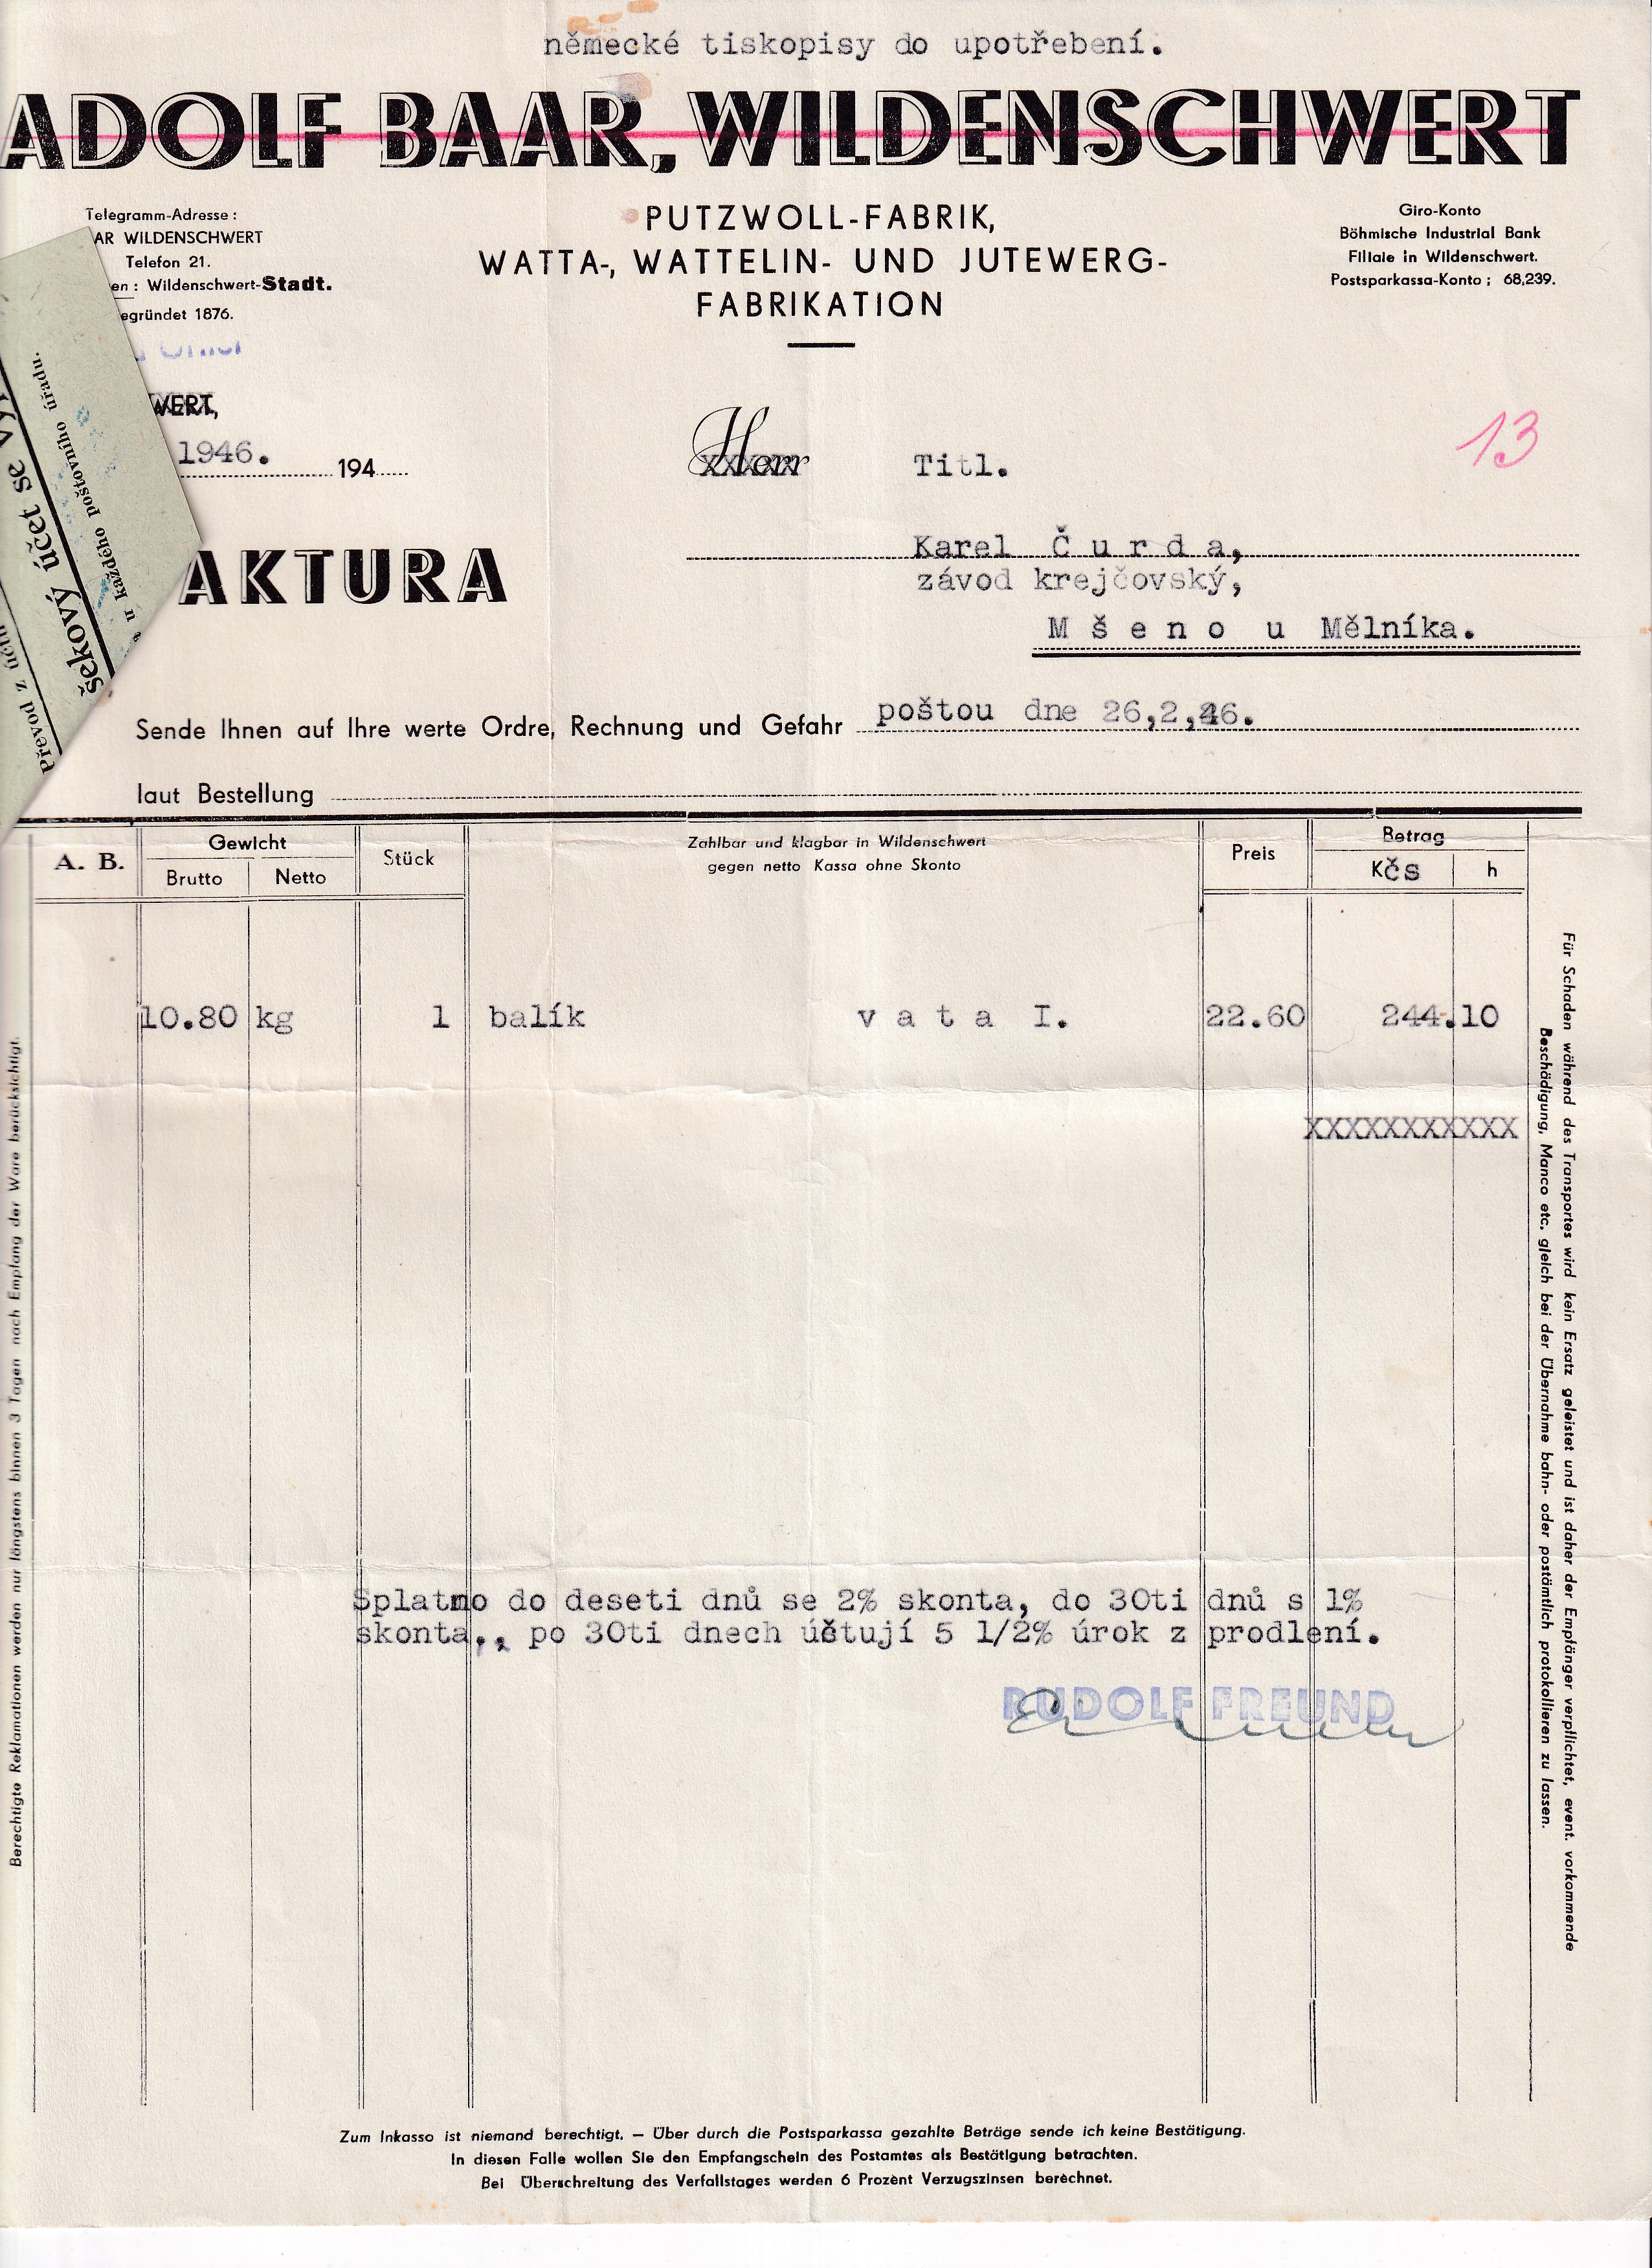 německé tiskopisy do upotřebení.
ADOLF BAAR, WILDENSCHWERT
Telegramm-Adresse:
AR WILDENSCHWERT
Telefon 21.
en: Wildenschwert-Stadt.
egründet 1876.
PUTZWOLL-FABRIK,
WATTA-, WATTELIN- UND JUTEWERG-
FABRIKATION
Giro-Konto
Böhmische Industrial Bank
Filiale in Wildenschwert.
Postsparkassa-Konto; 68,239.
WERT,
1946. 194
Herr Titl.
13
AKTURA
Karel Čurda,
závod krejčovský,
Mšeno u Mělníka.
šekový účet se
u každého poštovního úřadu.
Převod z
Sende Ihnen auf Ihre werte Ordre, Rechnung und Gefahr poštou dne 26,2,46.
laut Bestellung
A. B. Gewicht Brutto Netto Stück
Zahlbar und klagbar in Wildenschwert
gegen netto Kassa ohne Skonto
Preis Betrag Kčs h
10.80 kg 1 balík vata I. 22.60 244.10
XXXXXXXXXXX
Splatno do deseti dnů se 2% skonta, do 30ti dnů s 1%
skonta,, po 30ti dnech účtují 5 1/2% úrok z prodlení.
RUDOLF FREUND
Berechtigte Reklamationen werden nur längstens binnen 3 Tagen nach Empfang der Ware berücksichtigt.
Für Schaden während des Transportes wird kein Ersatz geleistet und ist daher der Empfänger verpflichtet, event. vorkommende
Beschädigung, Manco etc. gleich bei der Übernahme bahn- oder postämtlich protokollieren zu lassen.
Zum Inkasso ist niemand berechtigt. — Über durch die Postsparkassa gezahlte Beträge sende ich keine Bestätigung.
In diesen Falle wollen Sie den Empfangschein des Postamtes als Bestätigung betrachten.
Bei Überschreitung des Verfallstages werden 6 Prozent Verzugszinsen berechnet.